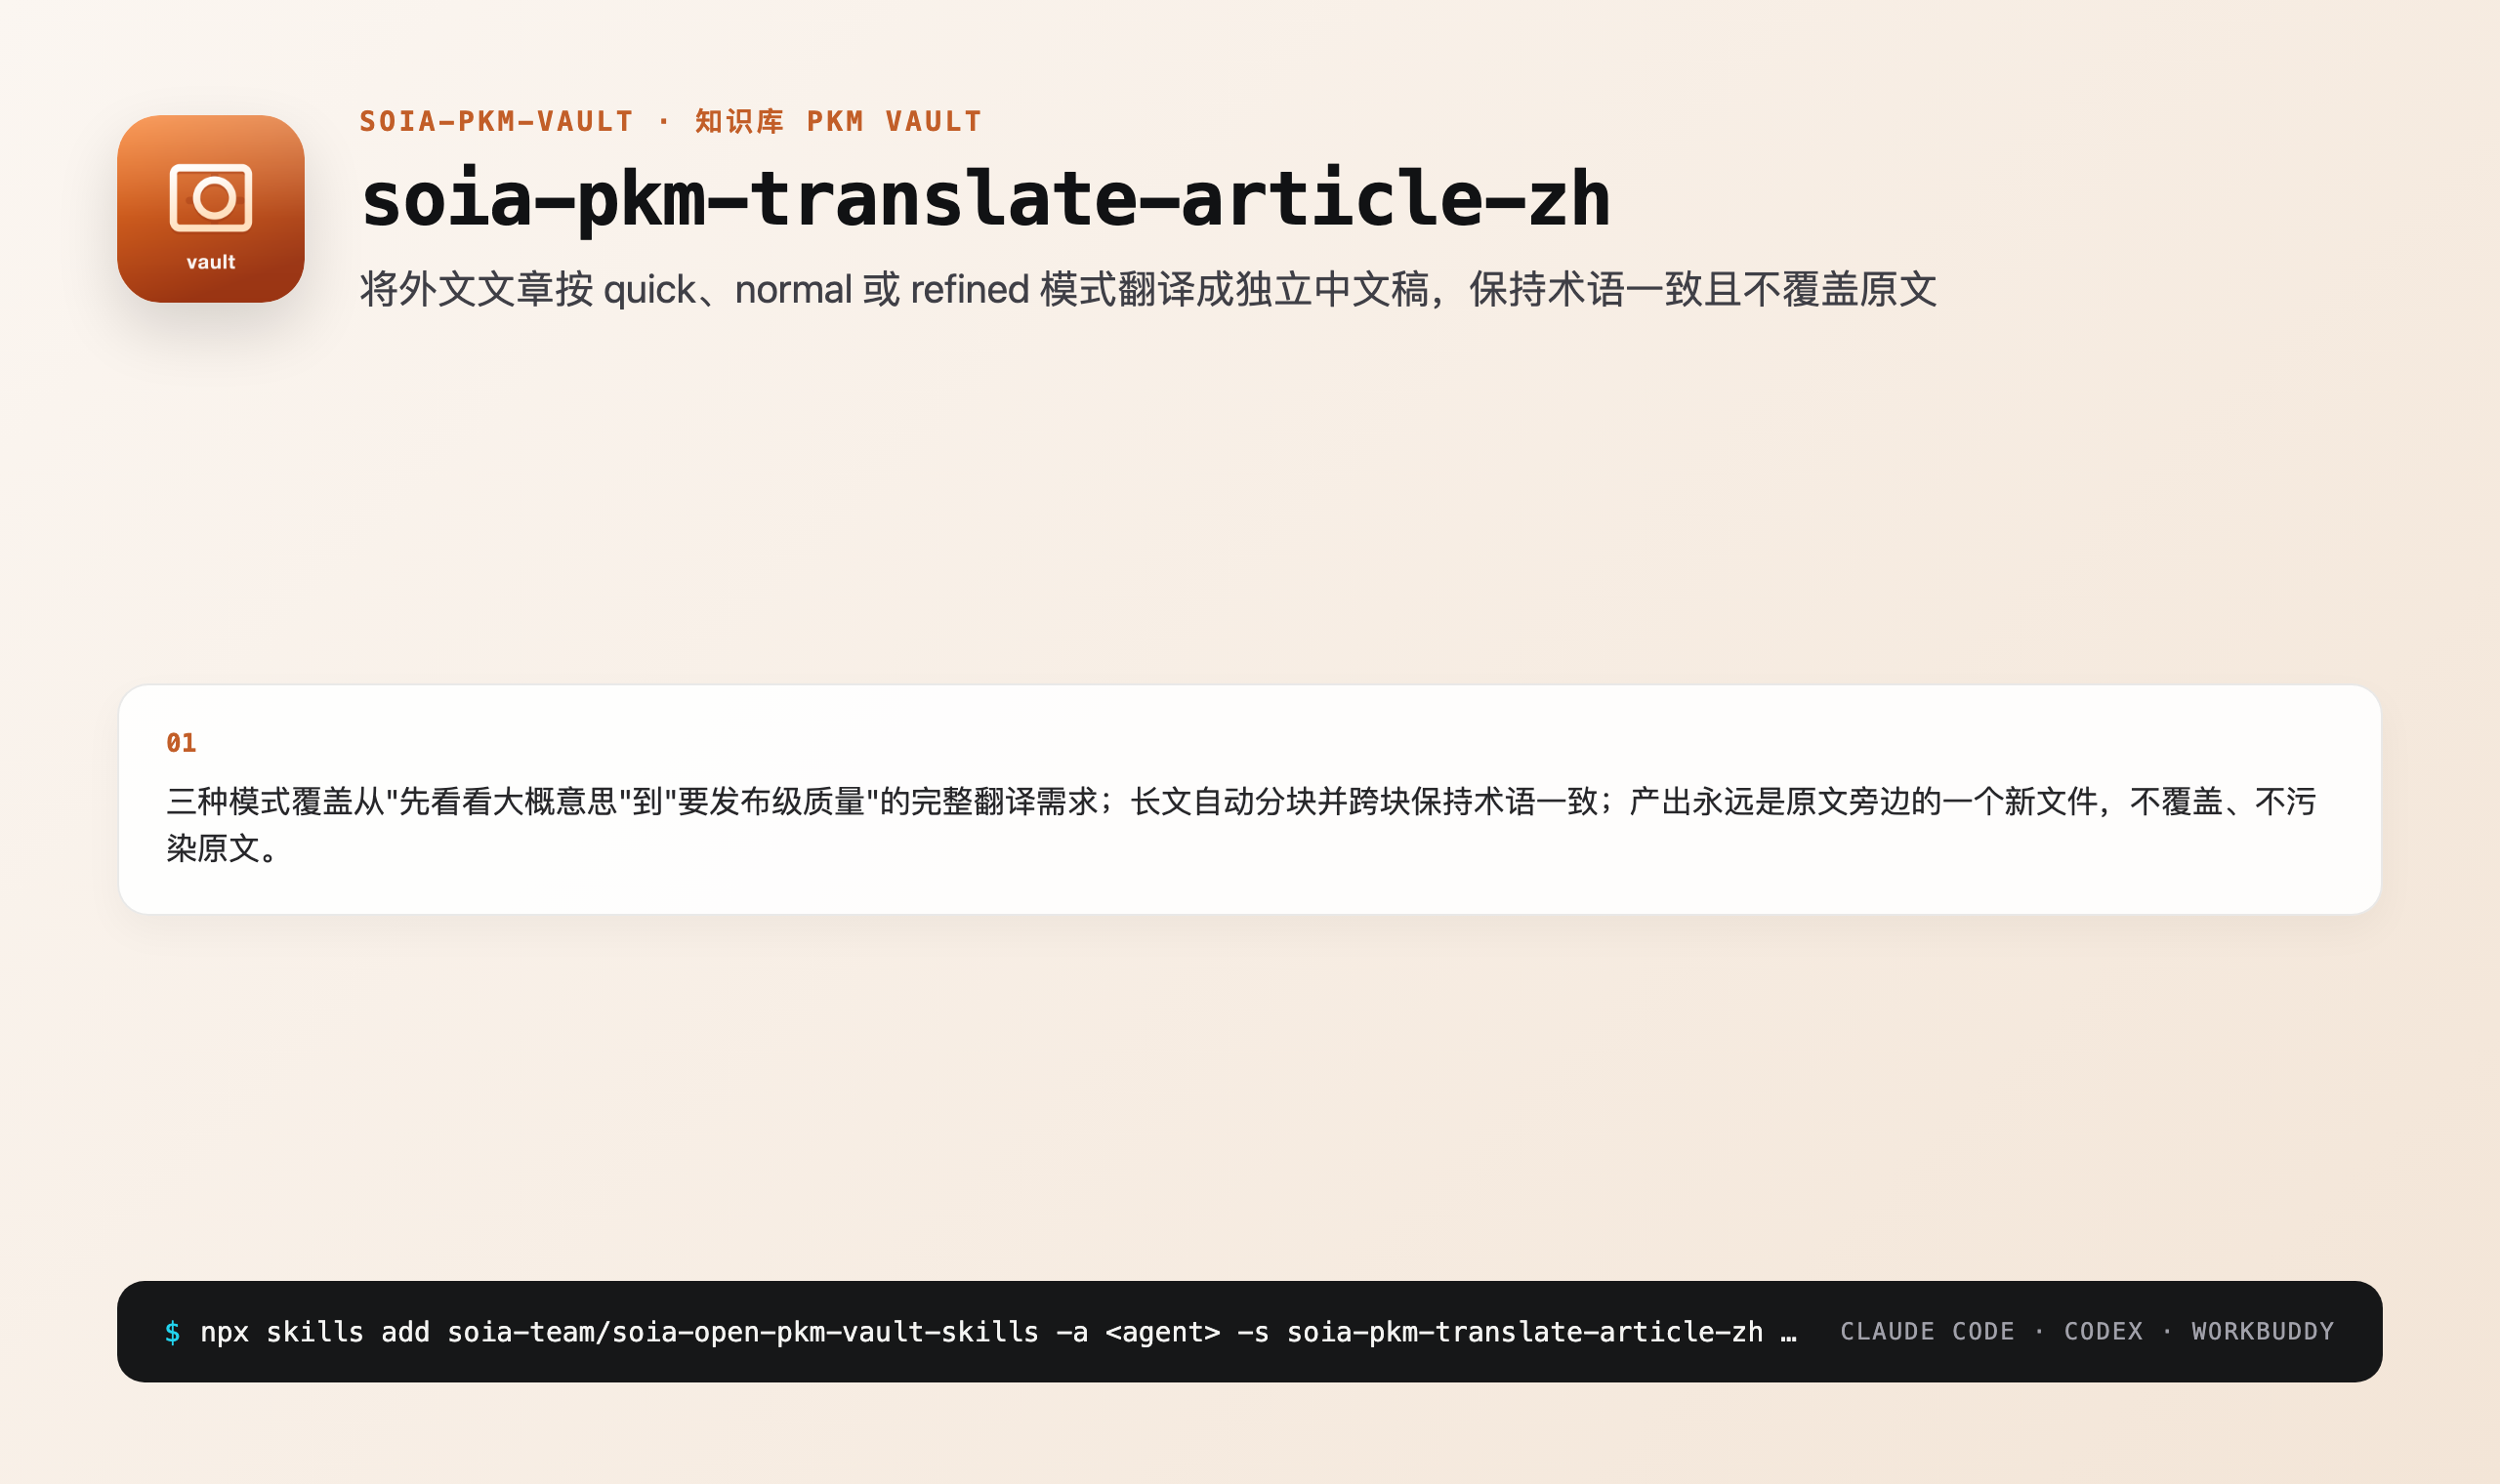 SOIA-PKM-VAULT · 知识库 PKM VAULT
soia-pkm-translate-article-zh
vault
将外文文章按 quick、normal 或 refined 模式翻译成独立中文稿，保持术语一致且不覆盖原文
01
三种模式覆盖从"先看看大概意思"到"要发布级质量"的完整翻译需求；长文自动分块并跨块保持术语一致；产出永远是原文旁边的一个新文件，不覆盖、不污
染原文。
$ npx skills add soia-team/soia-open-pkm-vault-skills -a <agent> -s soia-pkm-translate-article-zh … CLAUDE CODE · CODEX · WORKBUDDY